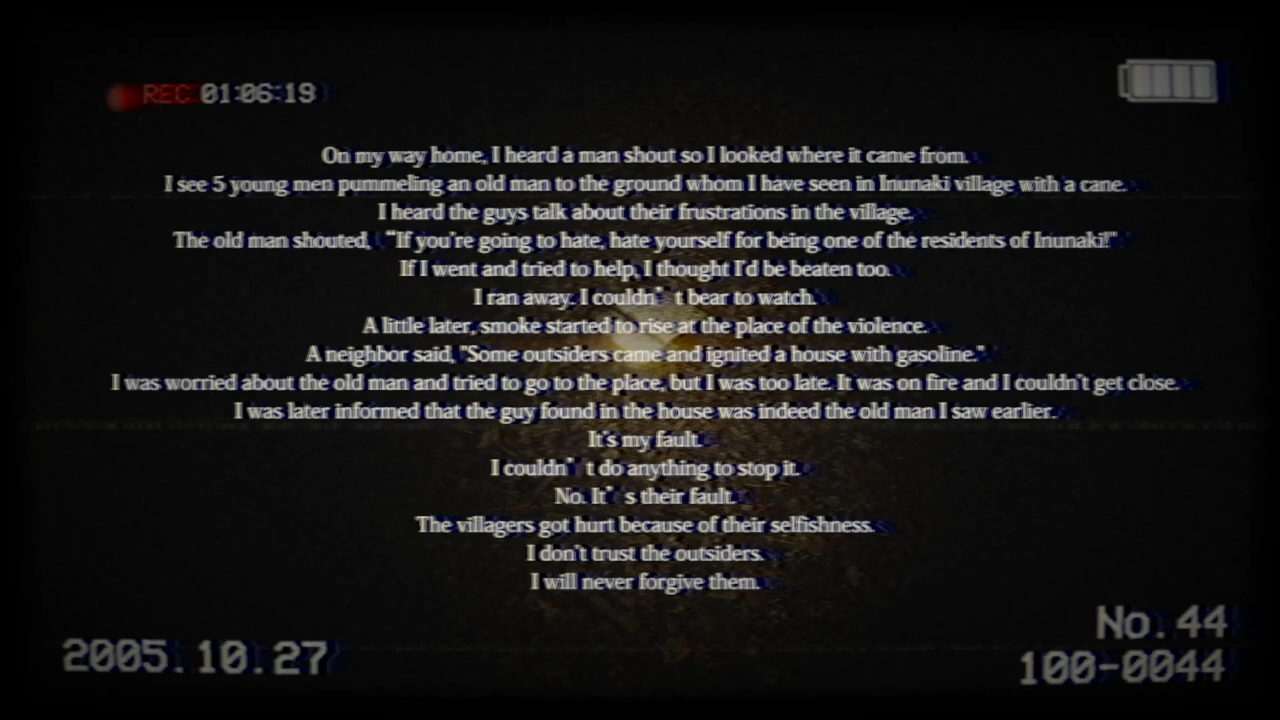 REC 01:06:19
On my way home, I heard a man shout so I looked where it came from.
I see 5 young men pummeling an old man to the ground whom I have seen in Inunaki village with a cane.
I heard the guys talk about their frustrations in the village.
The old man shouted, “If you’re going to hate, hate yourself for being one of the residents of Inunaki!"
If I went and tried to help, I thought I’d be beaten too.
I ran away. I couldn’ t bear to watch.
A little later, smoke started to rise at the place of the violence.
A neighbor said, "Some outsiders came and ignited a house with gasoline."
I was worried about the old man and tried to go to the place, but I was too late. It was on fire and I couldn’t get close.
I was later informed that the guy found in the house was indeed the old man I saw earlier.
It’s my fault.
I couldn’ t do anything to stop it.
No. It’ s their fault.
The villagers got hurt because of their selfishness.
I don’t trust the outsiders.
I will never forgive them.
No.44
2005.10.27
100-0044